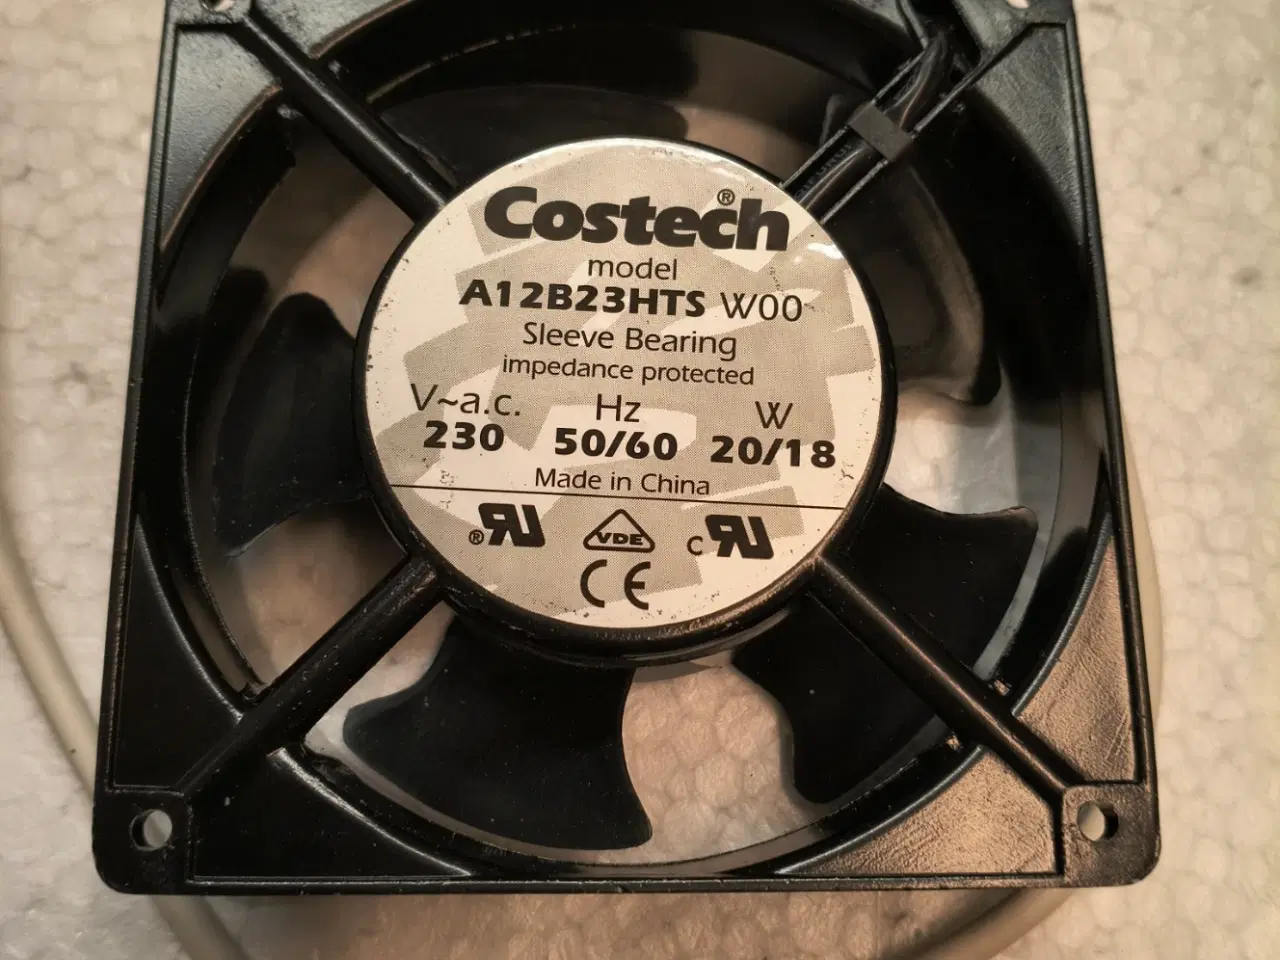 Costech®
model
A12B23HTS W00
Sleeve Bearing
impedance protected
V~a.c. Hz W
230 50/60 20/18
Made in China
VDE
c
CE